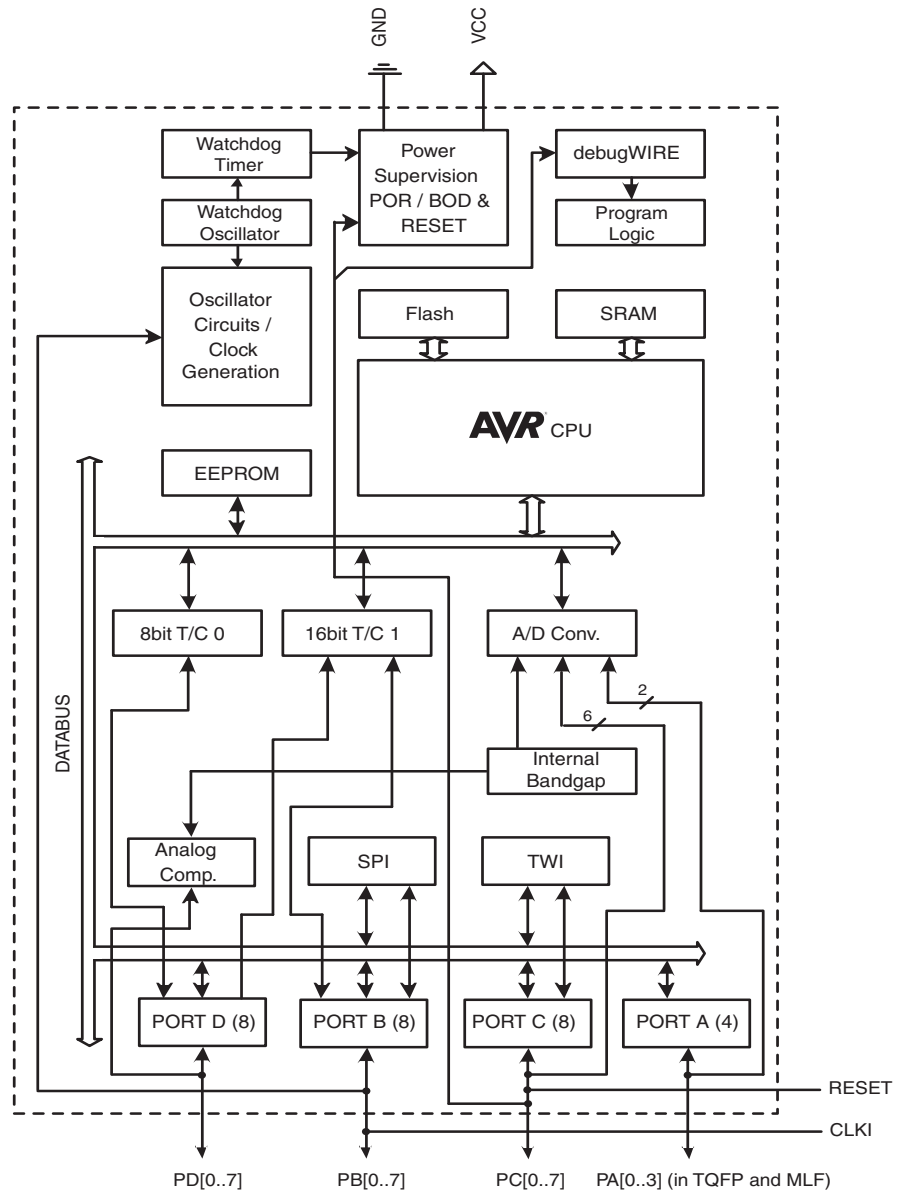 GND
VCC
Watchdog
Timer
Power
Supervision
POR / BOD &
RESET
debugWIRE
Watchdog
Oscillator
Program
Logic
Oscillator
Circuits /
Clock
Generation
Flash
SRAM
AVR CPU
EEPROM
8bit T/C 0
16bit T/C 1
A/D Conv.
DATABUS
2
6
Internal
Bandgap
Analog
Comp.
SPI
TWI
PORT D (8)
PORT B (8)
PORT C (8)
PORT A (4)
RESET
CLKI
PD[0..7]
PB[0..7]
PC[0..7]
PA[0..3] (in TQFP and MLF)